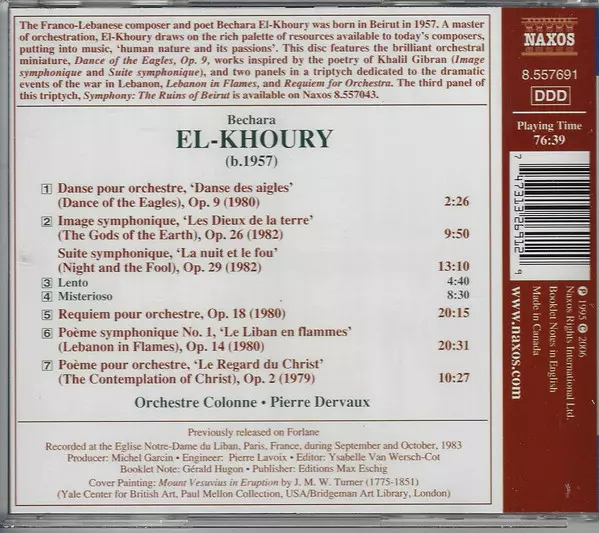 The Franco-Lebanese composer and poet Bechara El-Khoury was born in Beirut in 1957. A master
of orchestration, El-Khoury draws on the rich palette of resources available to today's composers,
putting into music, 'human nature and its passions'. This disc features the brilliant orchestral
miniature, Dance of the Eagles, Op. 9, works inspired by the poetry of Khalil Gibran (Image
symphonique and Suite symphonique), and two panels in a triptych dedicated to the dramatic
events of the war in Lebanon, Lebanon in Flames, and Requiem for Orchestra. The third panel of
this triptych, Symphony: The Ruins of Beirut is available on Naxos 8.557043.
Bechara
EL-KHOURY
(b.1957)
1 Danse pour orchestre, 'Danse des aigles'
(Dance of the Eagles), Op. 9 (1980) 2:26
2 Image symphonique, 'Les Dieux de la terre'
(The Gods of the Earth), Op. 26 (1982) 9:50
Suite symphonique, 'La nuit et le fou'
(Night and the Fool), Op. 29 (1982) 13:10
3 Lento 4:40
4 Misterioso 8:30
5 Requiem pour orchestre, Op. 18 (1980) 20:15
6 Poème symphonique No. 1, 'Le Liban en flammes'
(Lebanon in Flames), Op. 14 (1980) 20:31
7 Poème pour orchestre, 'Le Regard du Christ'
(The Contemplation of Christ), Op. 2 (1979) 10:27
Orchestre Colonne • Pierre Dervaux
Previously released on Forlane
Recorded at the Eglise Notre-Dame du Liban, Paris, France, during September and October, 1983
Producer: Michel Garcin • Engineer: Pierre Lavoix • Editor: Ysabelle Van Wersch-Cot
Booklet Note: Gérald Hugon • Publisher: Editions Max Eschig
Cover Painting: Mount Vesuvius in Eruption by J. M. W. Turner (1775-1851)
(Yale Center for British Art, Paul Mellon Collection, USA/Bridgeman Art Library, London)
NAXOS
8.557691
DDD
Playing Time
76:39
7 47313 26912 9
www.naxos.com
℗ 1995 © 2006
Naxos Rights International Ltd.
Booklet Notes in English
Made in Canada